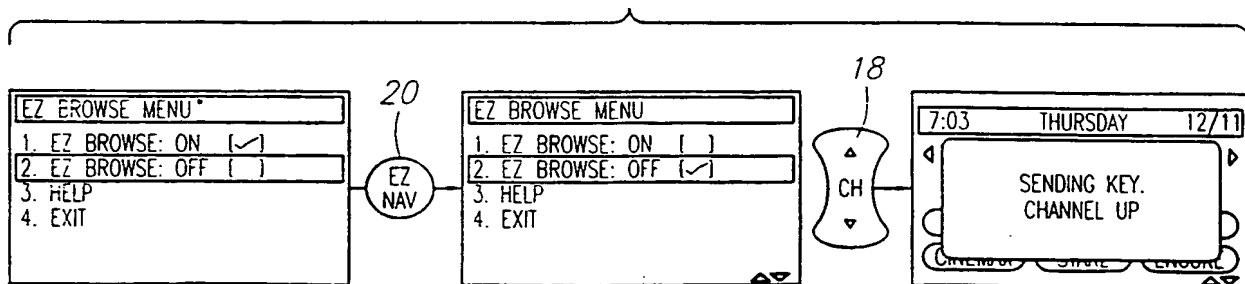 20
18
EZ BROWSE MENU
1. EZ BROWSE: ON [✓]
2. EZ BROWSE: OFF [ ]
3. HELP
4. EXIT
EZ
NAV
EZ BROWSE MENU
1. EZ BROWSE: ON [ ]
2. EZ BROWSE: OFF [✓]
3. HELP
4. EXIT
CH
7:03 THURSDAY 12/11
SENDING KEY.
CHANNEL UP